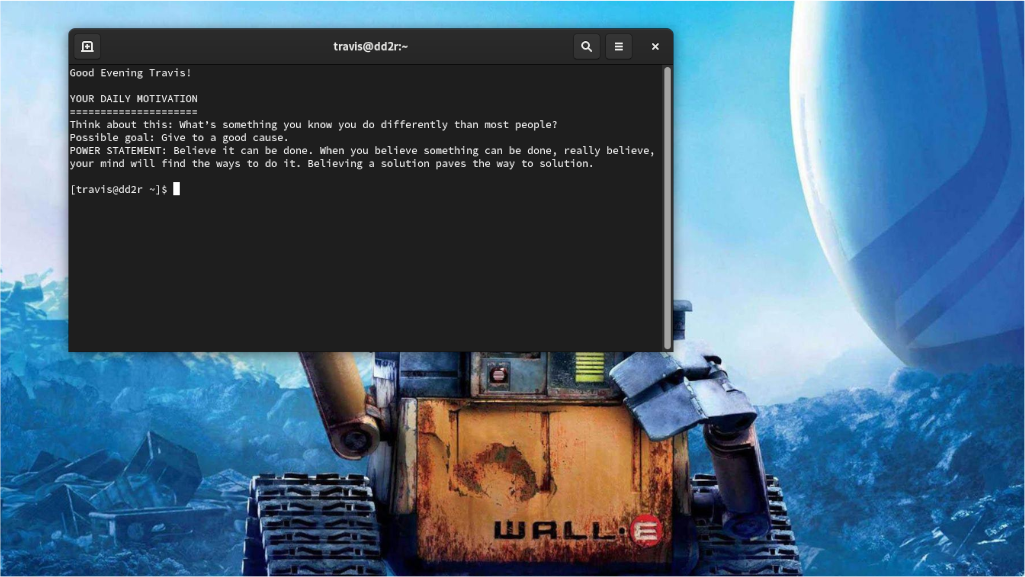 travis@dd2r:~
Good Evening Travis!
YOUR DAILY MOTIVATION
=====================
Think about this: What's something you know you do differently than most people?
Possible goal: Give to a good cause.
POWER STATEMENT: Believe it can be done. When you believe something can be done, really believe,
your mind will find the ways to do it. Believing a solution paves the way to solution.
[travis@dd2r ~]$
WALL·E